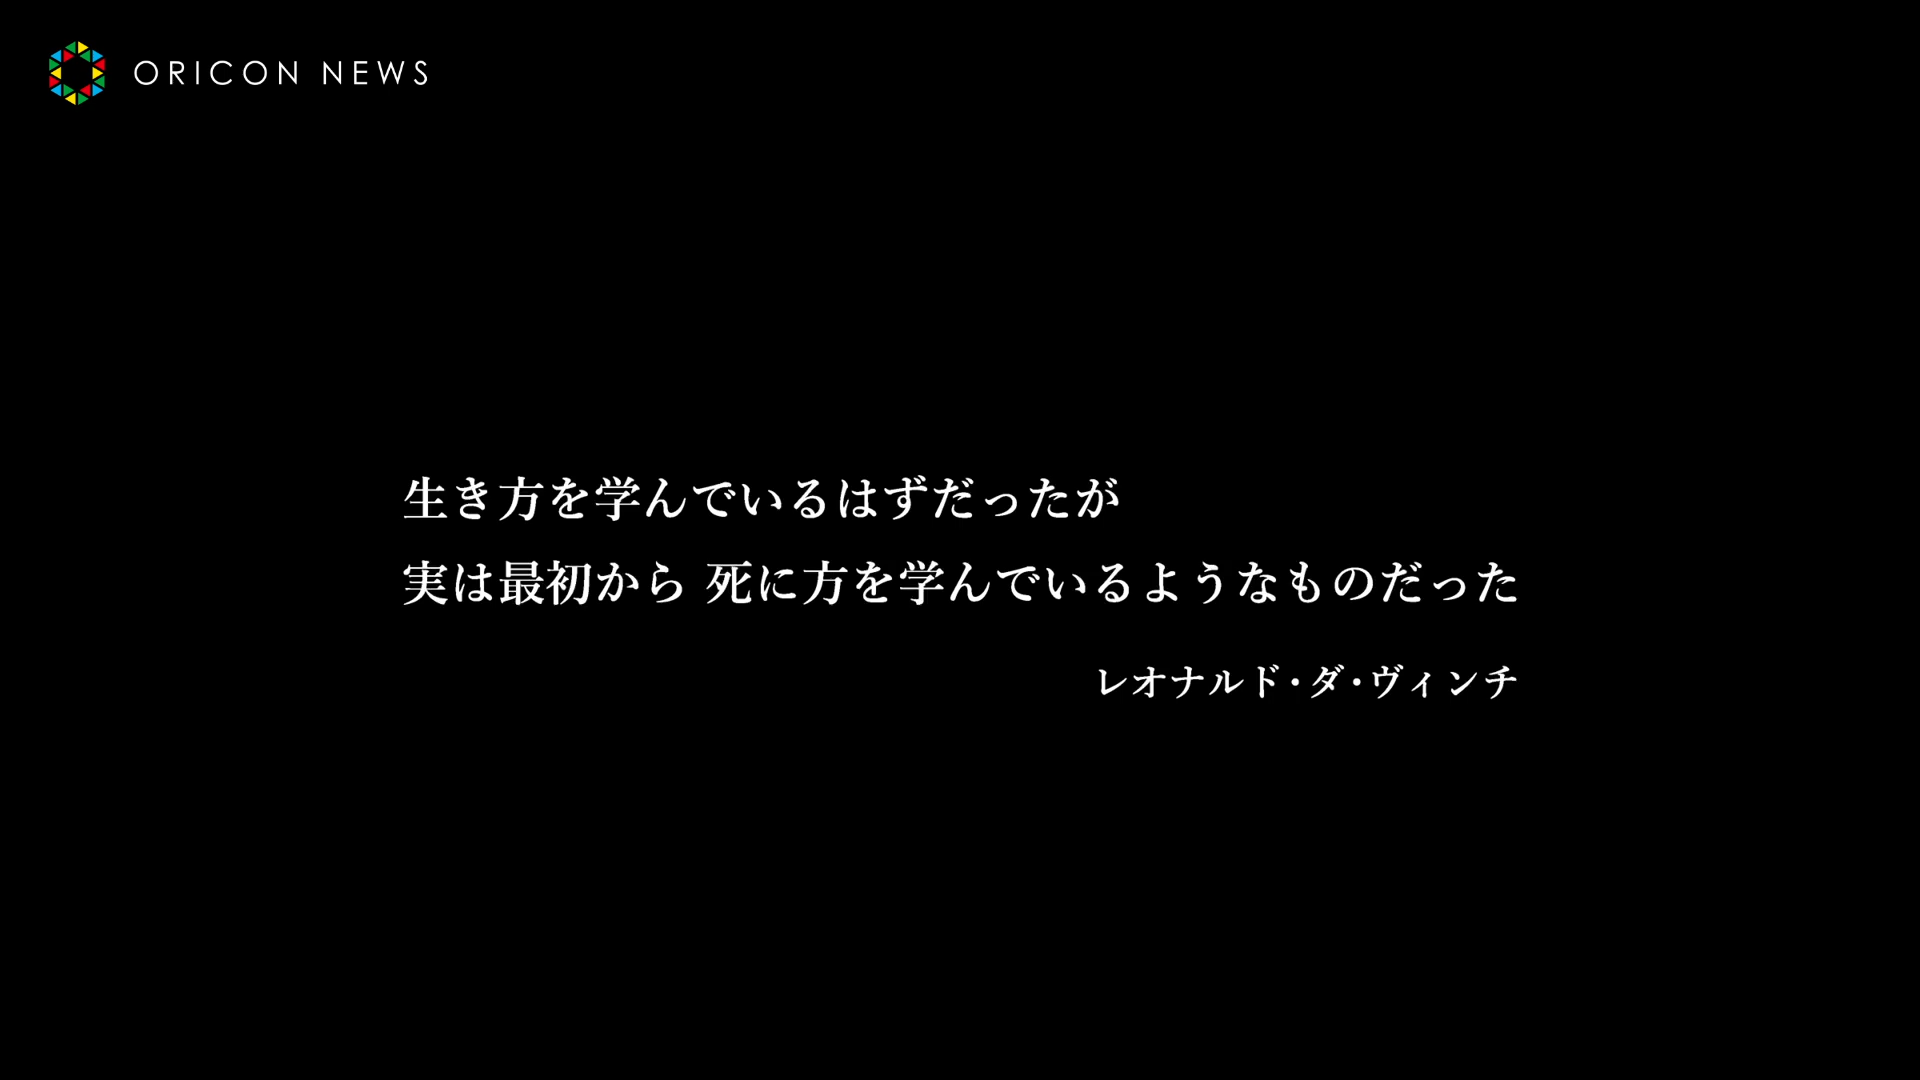 ORICON NEWS
生き方を学んでいるはずだったが
実は最初から 死に方を学んでいるようなものだった
レオナルド・ダ・ヴィンチ